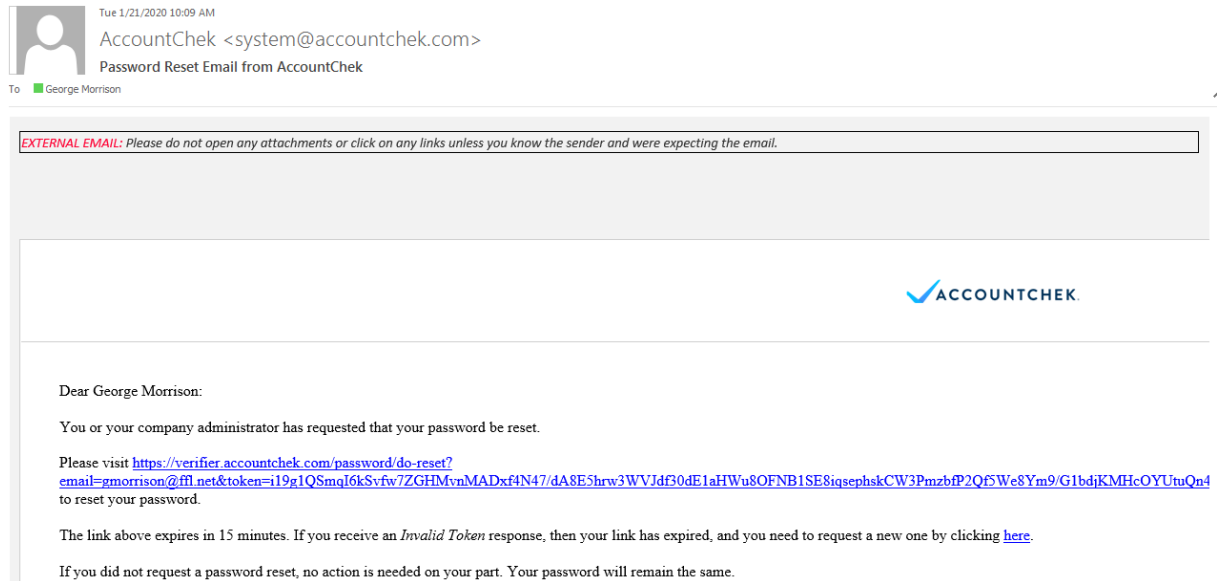 Tue 1/21/2020 10:09 AM
AccountChek <system@accountchek.com>
Password Reset Email from AccountChek
To George Morrison
EXTERNAL EMAIL: Please do not open any attachments or click on any links unless you know the sender and were expecting the email.
ACCOUNTCHEK.
Dear George Morrison:
You or your company administrator has requested that your password be reset.
Please visit https://verifier.accountchek.com/password/do-reset?
email=gmorrison@ffl.net&token=i19g1QSmqI6kSvfw7ZGHMvnMADxf4N47/dA8E5hrw3WVJdf30dE1aHWu8OFNB1SE8iqsephskCW3PmzbfP2Qf5We8Ym9/G1bdjKMHcOYUtuQn4
to reset your password.
The link above expires in 15 minutes. If you receive an Invalid Token response, then your link has expired, and you need to request a new one by clicking here.
If you did not request a password reset, no action is needed on your part. Your password will remain the same.